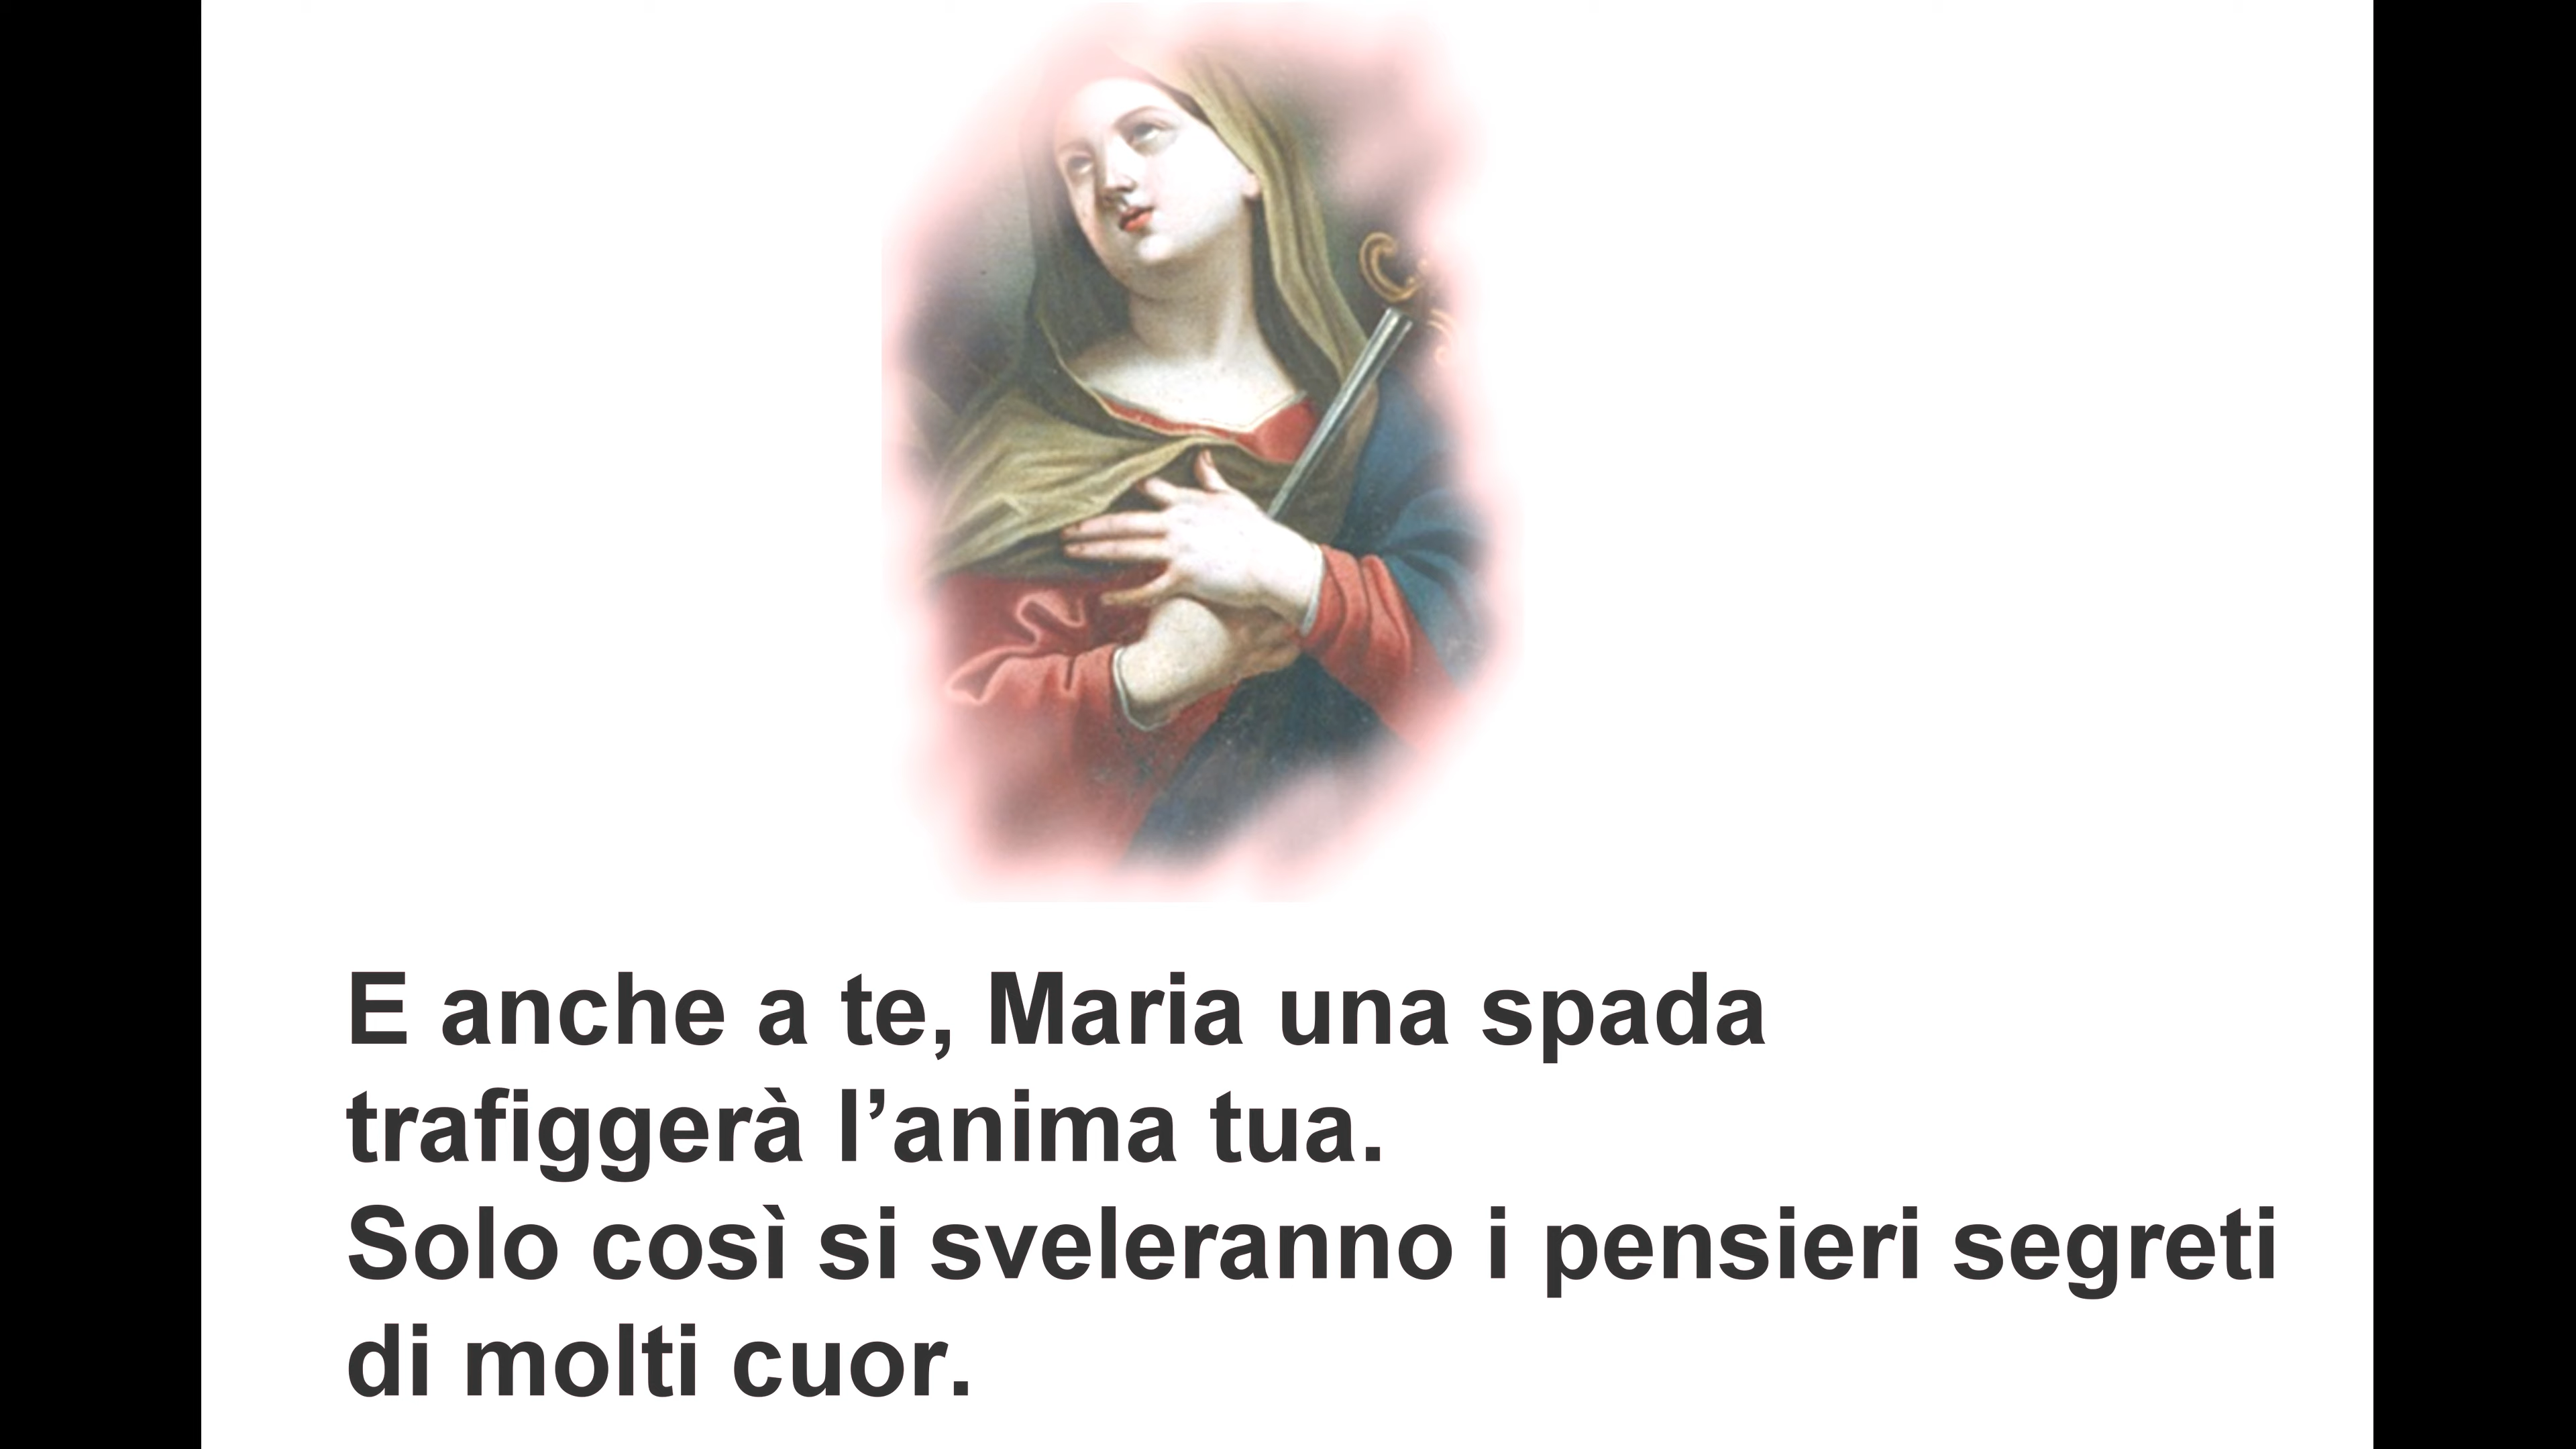 E anche a te, Maria una spada
trafiggerà l’anima tua.
Solo così si sveleranno i pensieri segreti
di molti cuor.